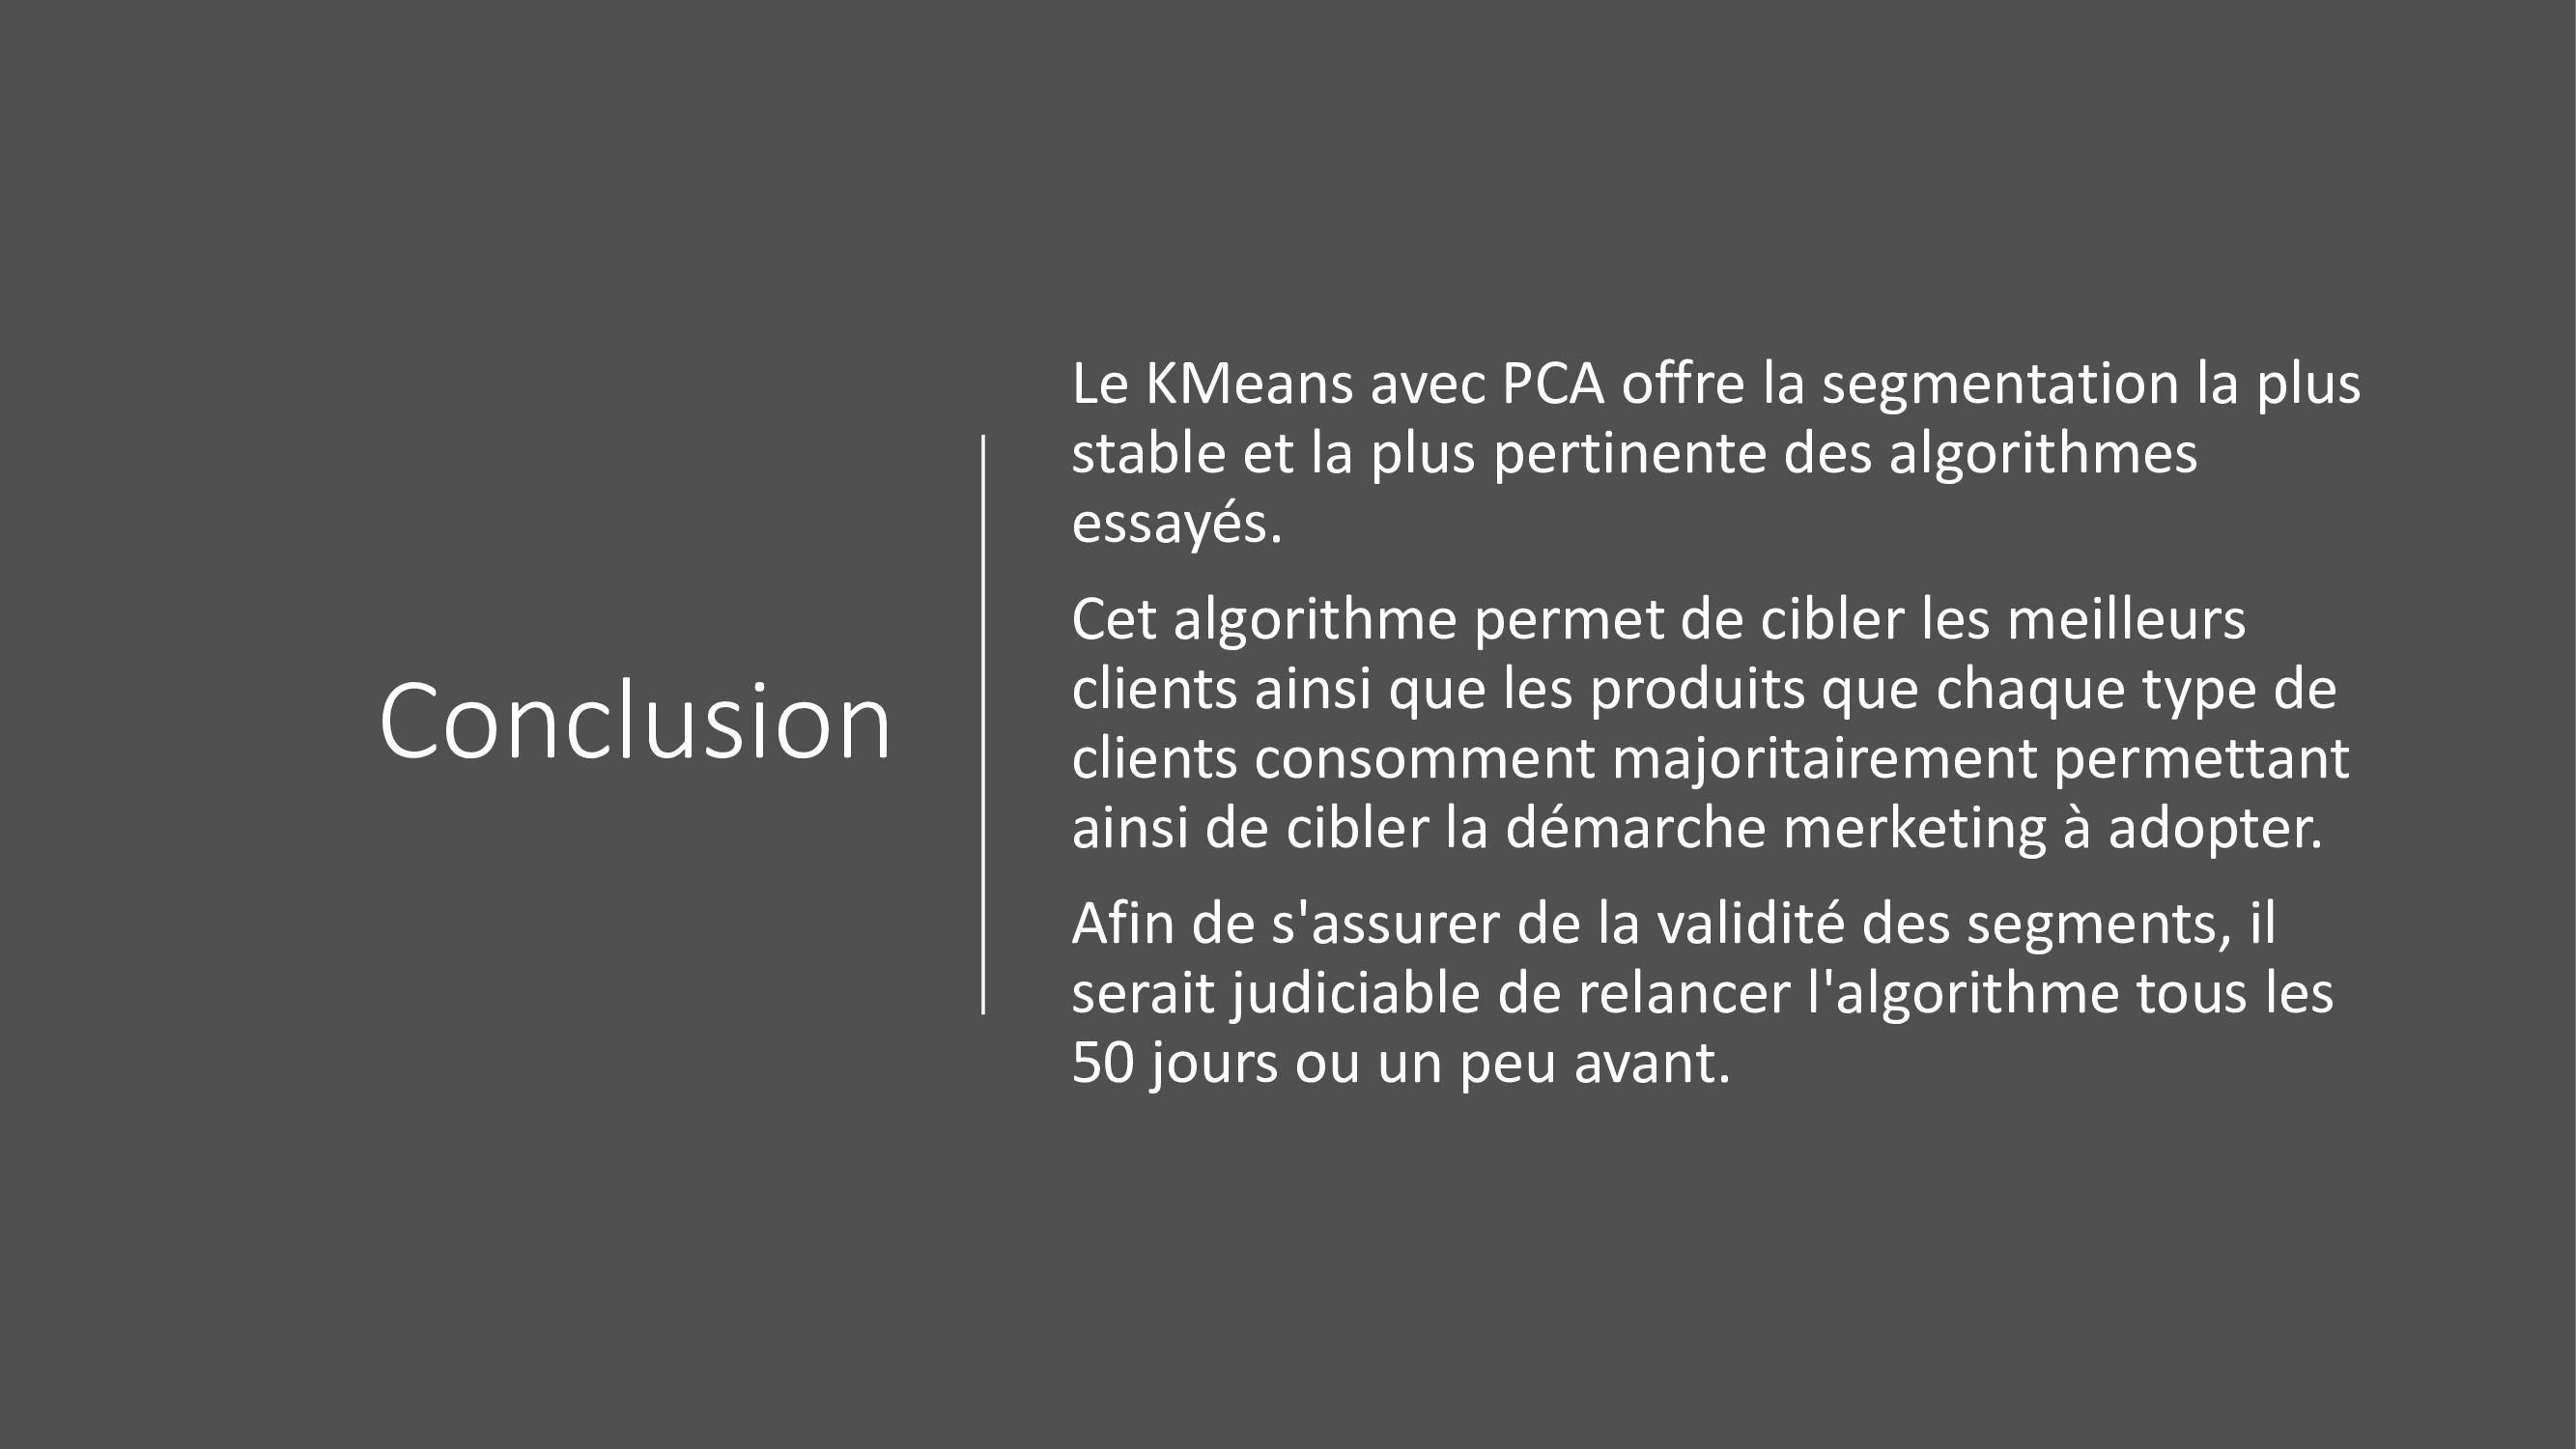 Conclusion
Le KMeans avec PCA offre la segmentation la plus
stable et la plus pertinente des algorithmes
essayés.
Cet algorithme permet de cibler les meilleurs
clients ainsi que les produits que chaque type de
clients consomment majoritairement permettant
ainsi de cibler la démarche merketing à adopter.
Afin de s'assurer de la validité des segments, il
serait judiciable de relancer l'algorithme tous les
50 jours ou un peu avant.